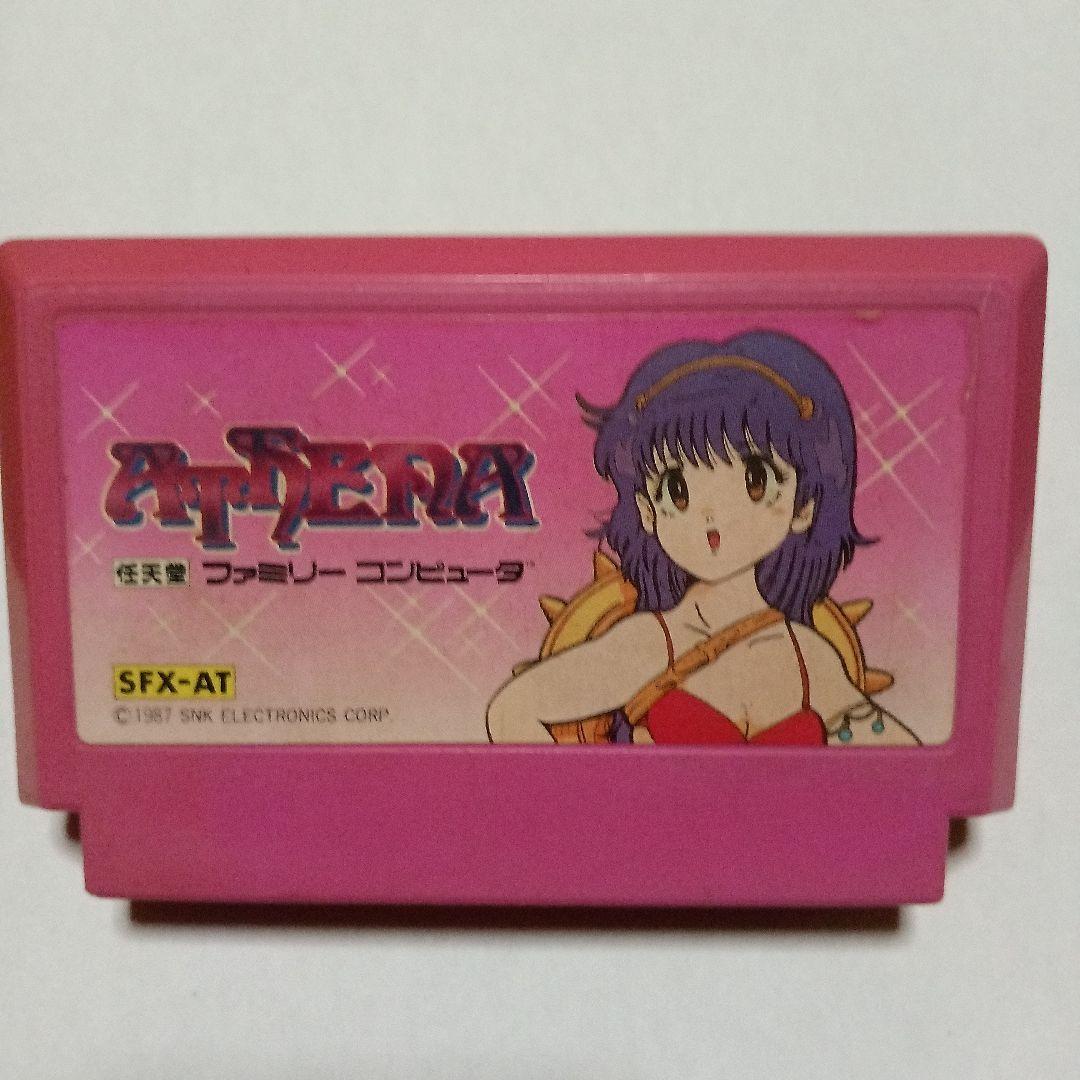 ATHENA
任天堂 ファミリー コンピュータ
SFX-AT
© 1987 SNK ELECTRONICS CORP.